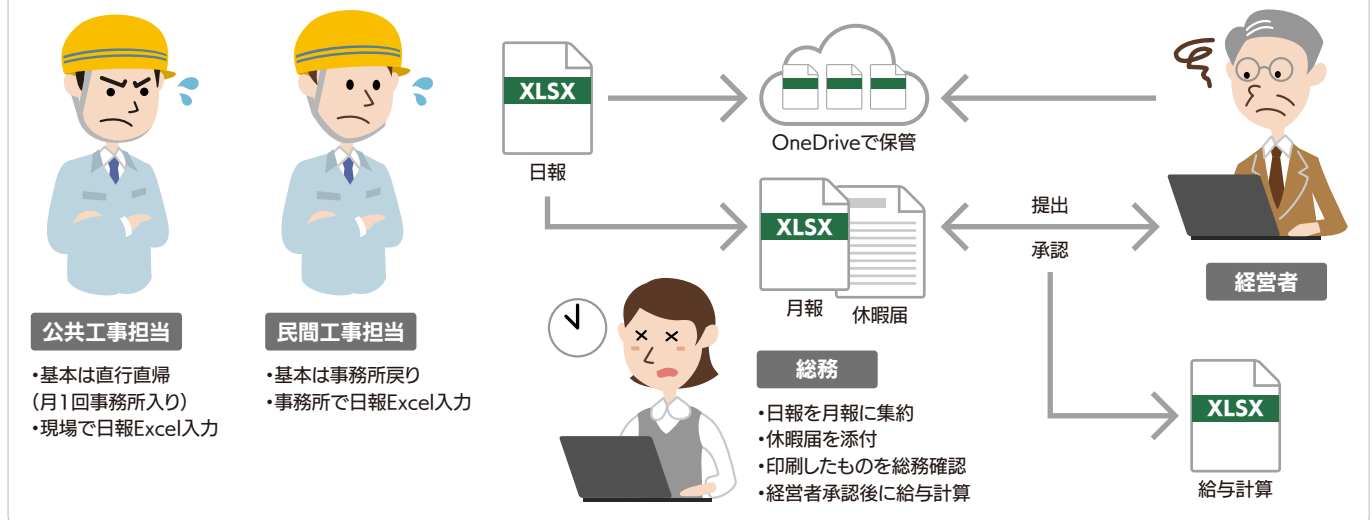 公共工事担当
・基本は直行直帰
（月1回事務所入り）
・現場で日報Excel入力
民間工事担当
・基本は事務所戻り
・事務所で日報Excel入力
XLSX
日報
OneDriveで保管
XLSX
月報
休暇届
提出
承認
経営者
総務
・日報を月報に集約
・休暇届を添付
・印刷したものを総務確認
・経営者承認後に給与計算
XLSX
給与計算